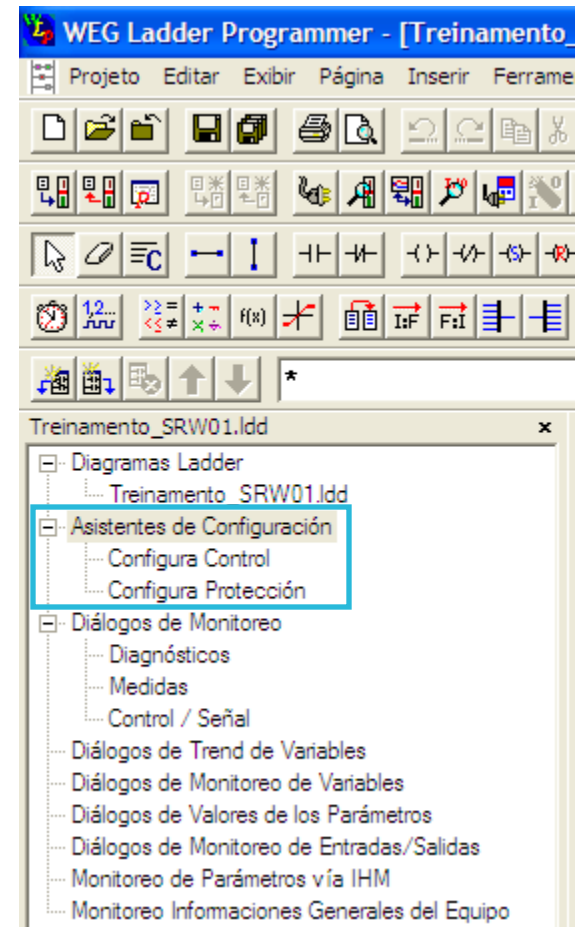 WEG Ladder Programmer - [Treinamento_
Projeto Editar Exibir Página Inserir Ferrame
C -(S)- -(R)-
1,2... f(x) I:F F:I
*
Treinamento_SRW01.ldd x
Diagramas Ladder
Treinamento_SRW01.ldd
Asistentes de Configuración
Configura Control
Configura Protección
Diálogos de Monitoreo
Diagnósticos
Medidas
Control / Señal
Diálogos de Trend de Variables
Diálogos de Monitoreo de Variables
Diálogos de Valores de los Parámetros
Diálogos de Monitoreo de Entradas/Salidas
Monitoreo de Parámetros vía IHM
Monitoreo Informaciones Generales del Equipo